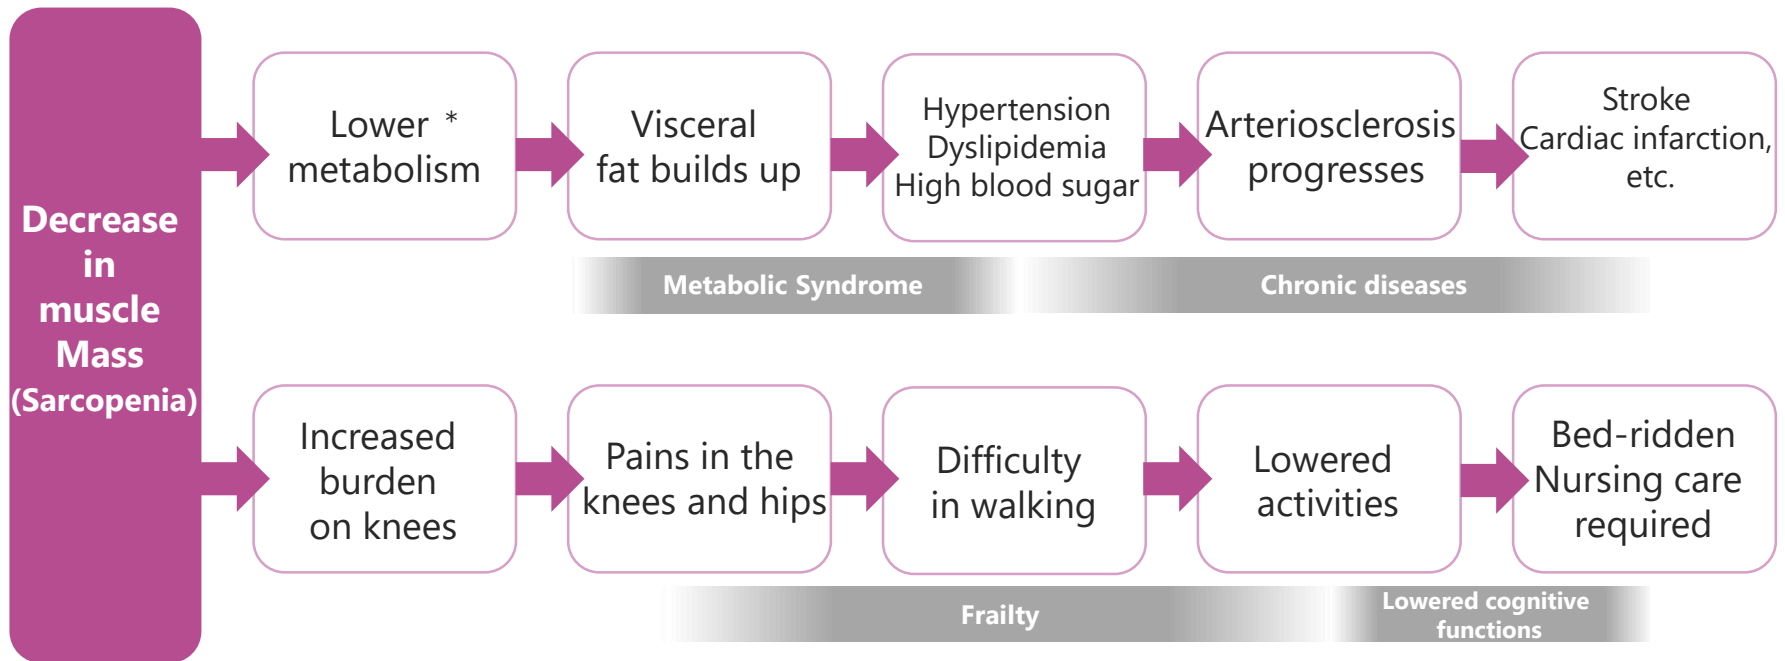 Decrease
in
muscle
Mass
(Sarcopenia)
Lower *
metabolism
Visceral
fat builds up
Hypertension
Dyslipidemia
High blood sugar
Arteriosclerosis
progresses
Stroke
Cardiac infarction,
etc.
Metabolic Syndrome
Chronic diseases
Increased
burden
on knees
Pains in the
knees and hips
Difficulty
in walking
Lowered
activities
Bed-ridden
Nursing care
required
Frailty
Lowered cognitive
functions